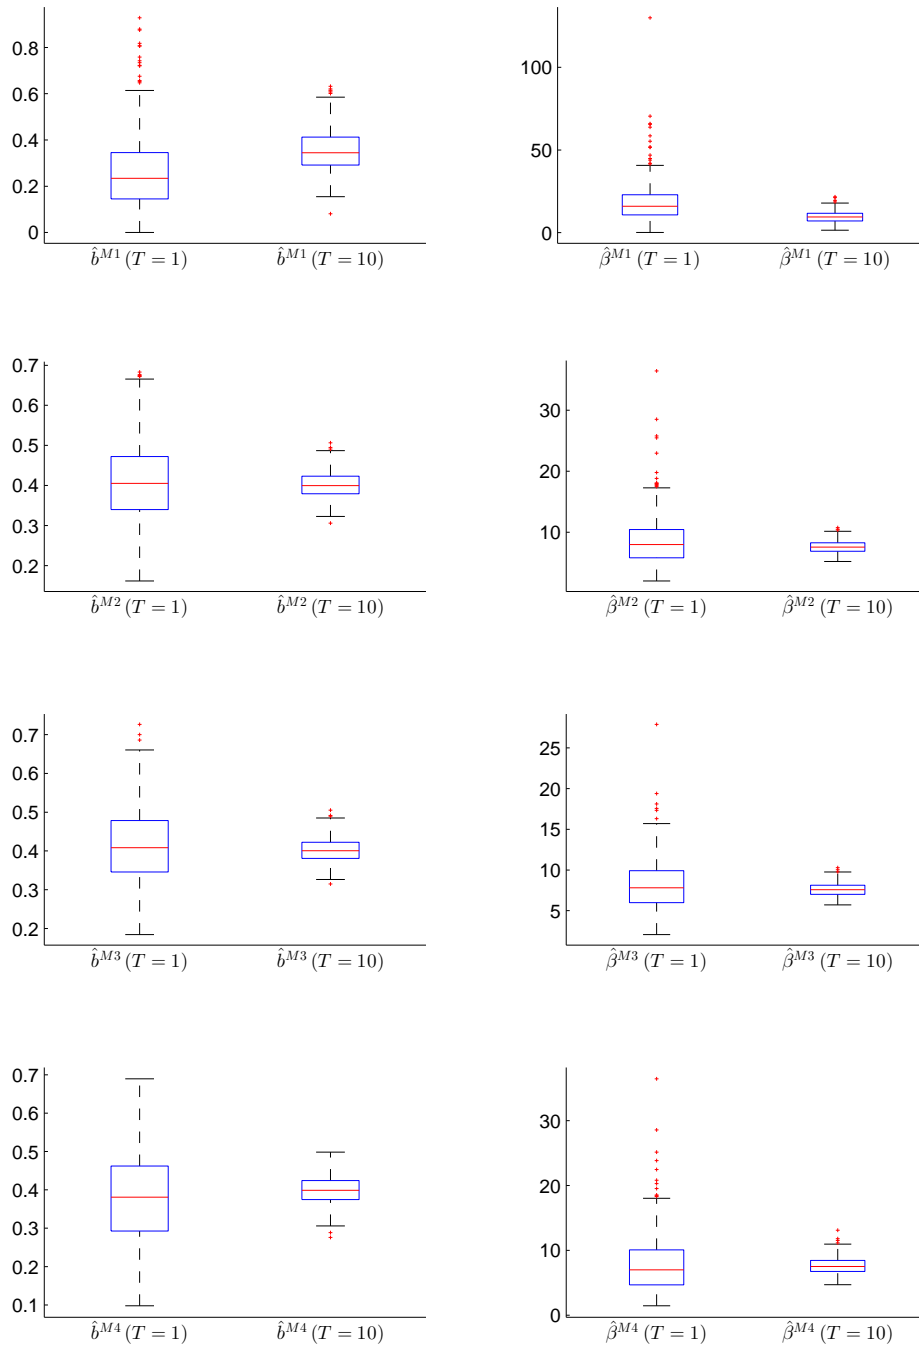 0.8
0.6
0.4
0.2
0
b̂^{M1} (T = 1)
b̂^{M1} (T = 10)
100
50
0
β̂^{M1} (T = 1)
β̂^{M1} (T = 10)
0.7
0.6
0.5
0.4
0.3
0.2
b̂^{M2} (T = 1)
b̂^{M2} (T = 10)
30
20
10
β̂^{M2} (T = 1)
β̂^{M2} (T = 10)
0.7
0.6
0.5
0.4
0.3
0.2
b̂^{M3} (T = 1)
b̂^{M3} (T = 10)
25
20
15
10
5
β̂^{M3} (T = 1)
β̂^{M3} (T = 10)
0.7
0.6
0.5
0.4
0.3
0.2
0.1
b̂^{M4} (T = 1)
b̂^{M4} (T = 10)
30
20
10
0
β̂^{M4} (T = 1)
β̂^{M4} (T = 10)